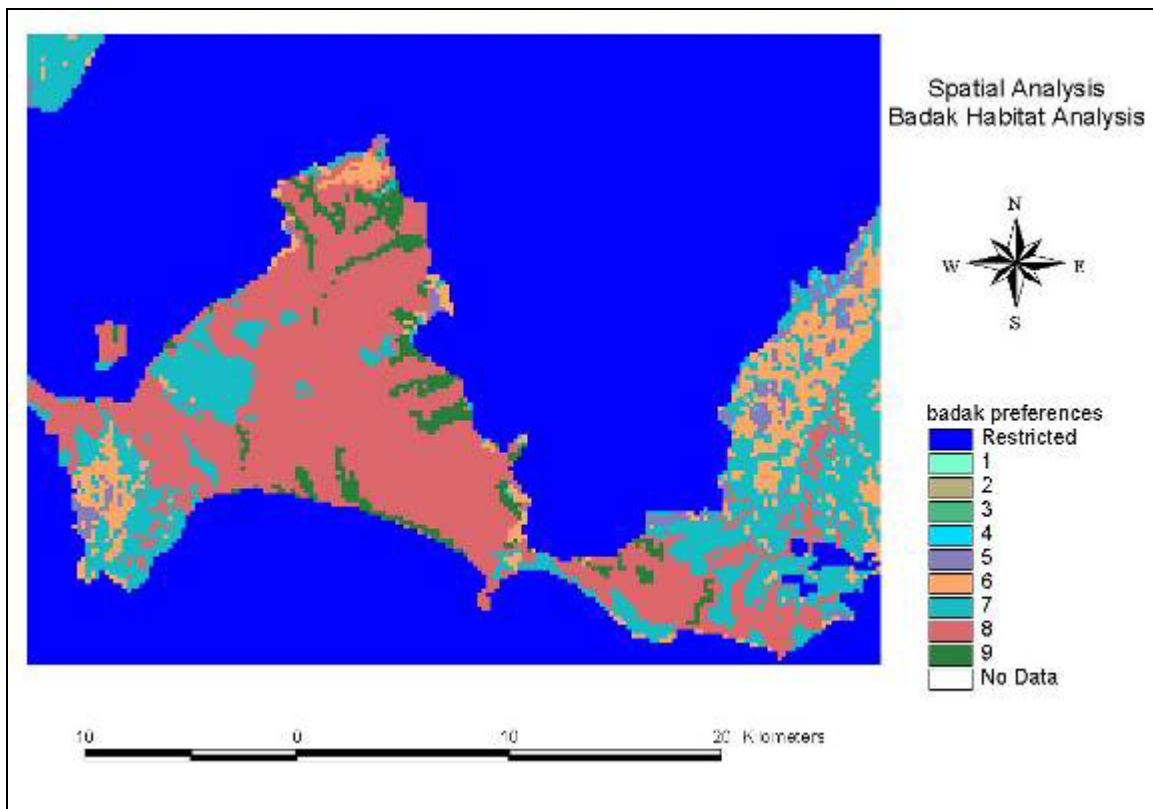 Spatial Analysis
Badak Habitat Analysis
N
W E
S
badak preferences
Restricted
1
2
3
4
5
6
7
8
9
No Data
10 0 10 20 Kilometers